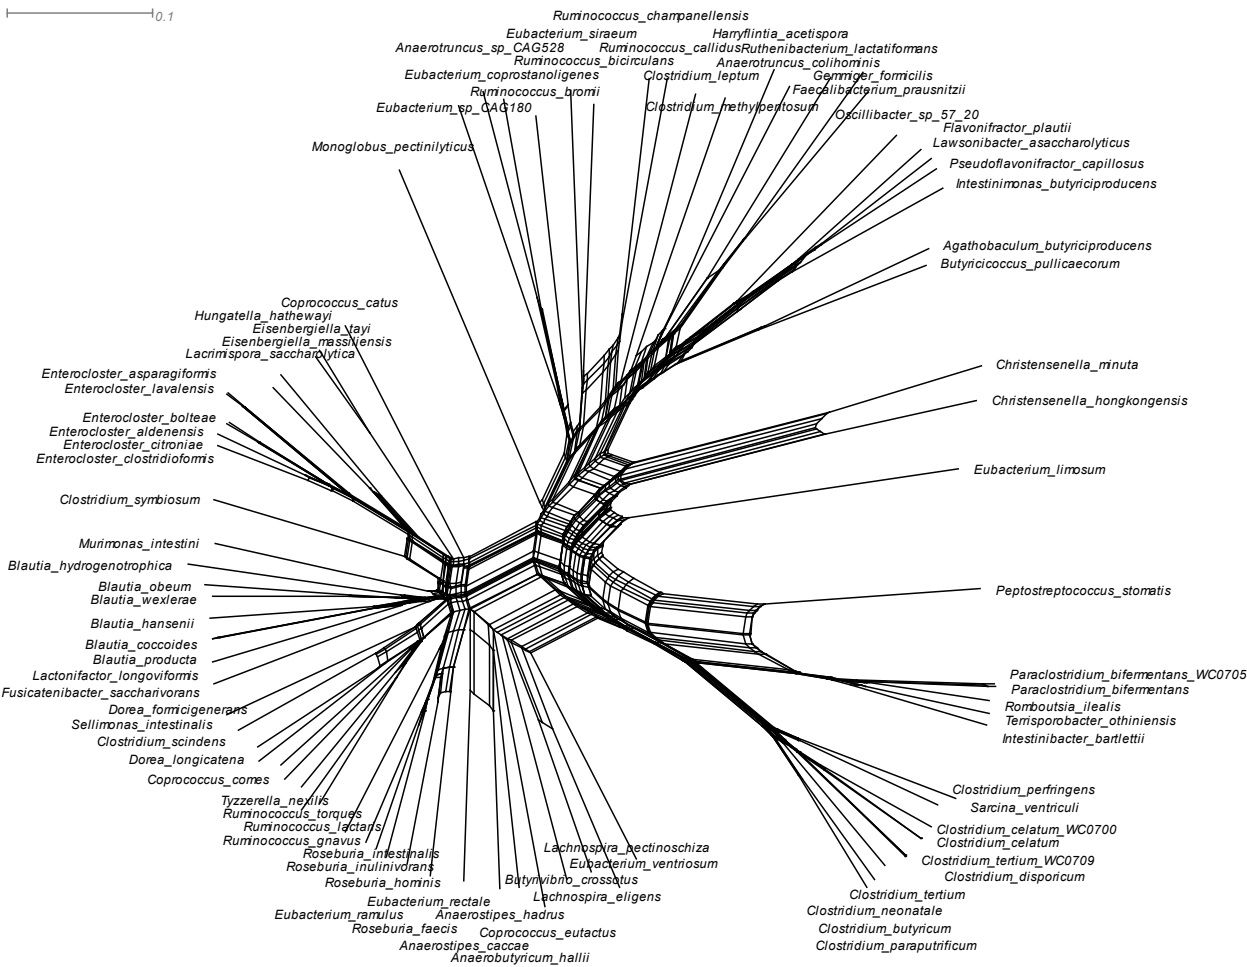 0.1
Ruminococcus_champanellensis
Eubacterium_siraeum
Harryflintia_acetispora
Anaerotruncus_sp_CAG528
Ruminococcus_callidus
Ruthenibacterium_lactatiformans
Ruminococcus_bicirculans
Anaerotruncus_colihominis
Eubacterium_coprostanoligenes
Clostridium_leptum
Gemmiger_formicilis
Ruminococcus_bromii
Faecalibacterium_prausnitzii
Eubacterium_sp_CAG180
Clostridium_methylpentosum
Oscillibacter_sp_57_20
Flavonifractor_plautii
Monoglobus_pectinilyticus
Lawsonibacter_asaccharolyticus
Pseudoflavonifractor_capillosus
Intestinimonas_butyriciproducens
Agathobaculum_butyriciproducens
Butyricicoccus_pullicaecorum
Coprococcus_catus
Hungatella_hathewayi
Eisenbergiella_tayi
Eisenbergiella_massiliensis
Lacrimispora_saccharolytica
Christensenella_minuta
Enterocloster_asparagiformis
Enterocloster_lavalensis
Christensenella_hongkongensis
Enterocloster_bolteae
Enterocloster_aldenensis
Enterocloster_citroniae
Enterocloster_clostridioformis
Eubacterium_limosum
Clostridium_symbiosum
Murimonas_intestini
Blautia_hydrogenotrophica
Blautia_obeum
Peptostreptococcus_stomatis
Blautia_wexlerae
Blautia_hansenii
Blautia_coccoides
Blautia_producta
Lactonifactor_longoviformis
Paraclostridium_bifermentans_WC0705
Fusicatenibacter_saccharivorans
Paraclostridium_bifermentans
Dorea_formicigenerans
Romboutsia_ilealis
Sellimonas_intestinalis
Terrisporobacter_othiniensis
Clostridium_scindens
Intestinibacter_bartlettii
Dorea_longicatena
Coprococcus_comes
Clostridium_perfringens
Tyzzerella_nexilis
Sarcina_ventriculi
Ruminococcus_torques
Ruminococcus_lactaris
Clostridium_celatum_WC0700
Ruminococcus_gnavus
Clostridium_celatum
Lachnospira_pectinoschiza
Roseburia_intestinalis
Clostridium_tertium_WC0709
Eubacterium_ventriosum
Roseburia_inulinivorans
Clostridium_disporicum
Butyrivibrio_crossotus
Roseburia_hominis
Clostridium_tertium
Lachnospira_eligens
Eubacterium_rectale
Clostridium_neonatale
Eubacterium_ramulus
Anaerostipes_hadrus
Roseburia_faecis
Clostridium_butyricum
Coprococcus_eutactus
Anaerostipes_caccae
Clostridium_paraputrificum
Anaerobutyricum_hallii